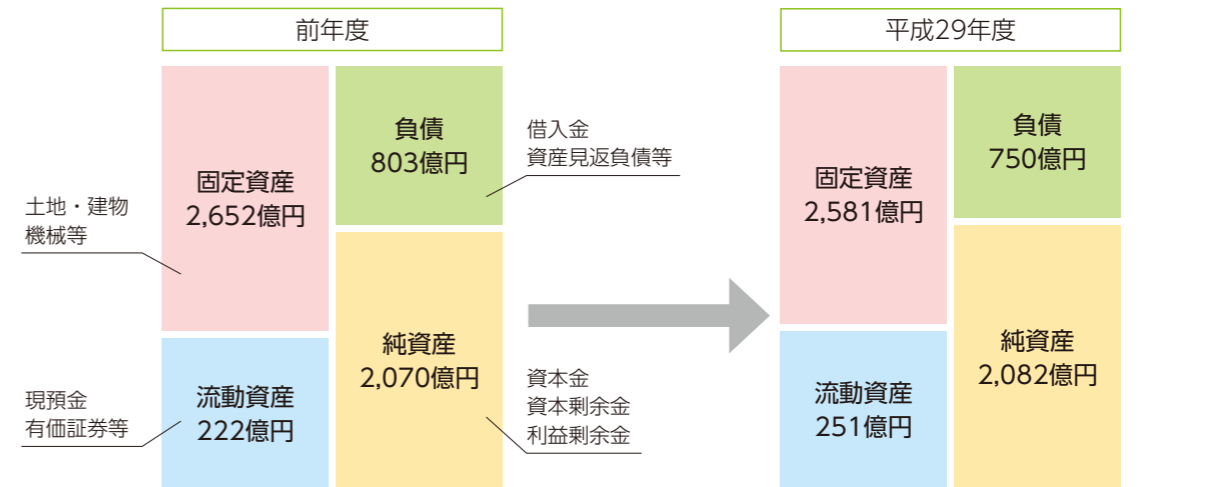 前年度
固定資産
2,652億円
負債
803億円
流動資産
222億円
純資産
2,070億円
土地・建物
機械等
現預金
有価証券等
借入金
資産見返負債等
資本金
資本剰余金
利益剰余金
平成29年度
固定資産
2,581億円
負債
750億円
流動資産
251億円
純資産
2,082億円